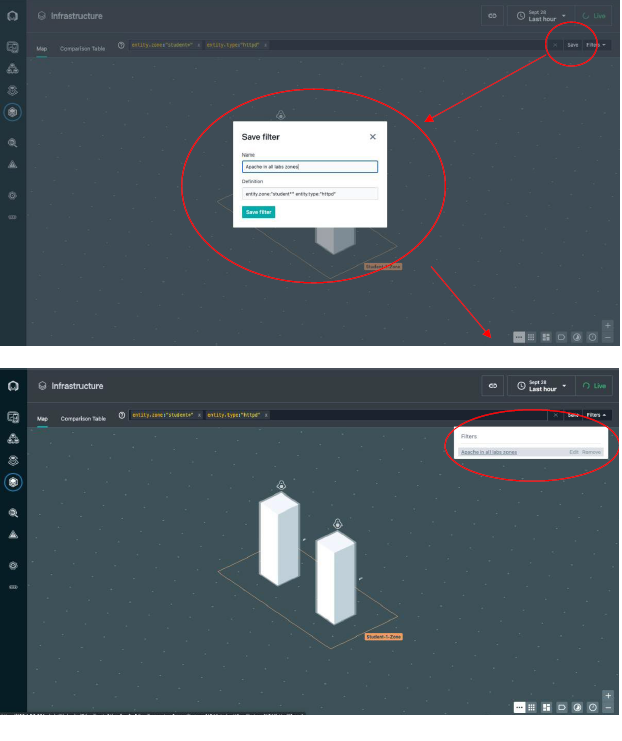 Infrastructure
Sept 28
Last hour
Live
Map
Comparison Table
entity.zone:"student*" x
entity.type:"httpd" x
x
Save
Filters
Save filter
Name
Apache in all labs zones
Definition
entity.zone:"student*" entity.type:"httpd"
Save filter
Student-1-Zone
Infrastructure
Sept 28
Last hour
Live
Map
Comparison Table
entity.zone:"student*" x
entity.type:"httpd" x
x
Save
Filters
Filters
Apache in all labs zones
Edit
Remove
Student-1-Zone